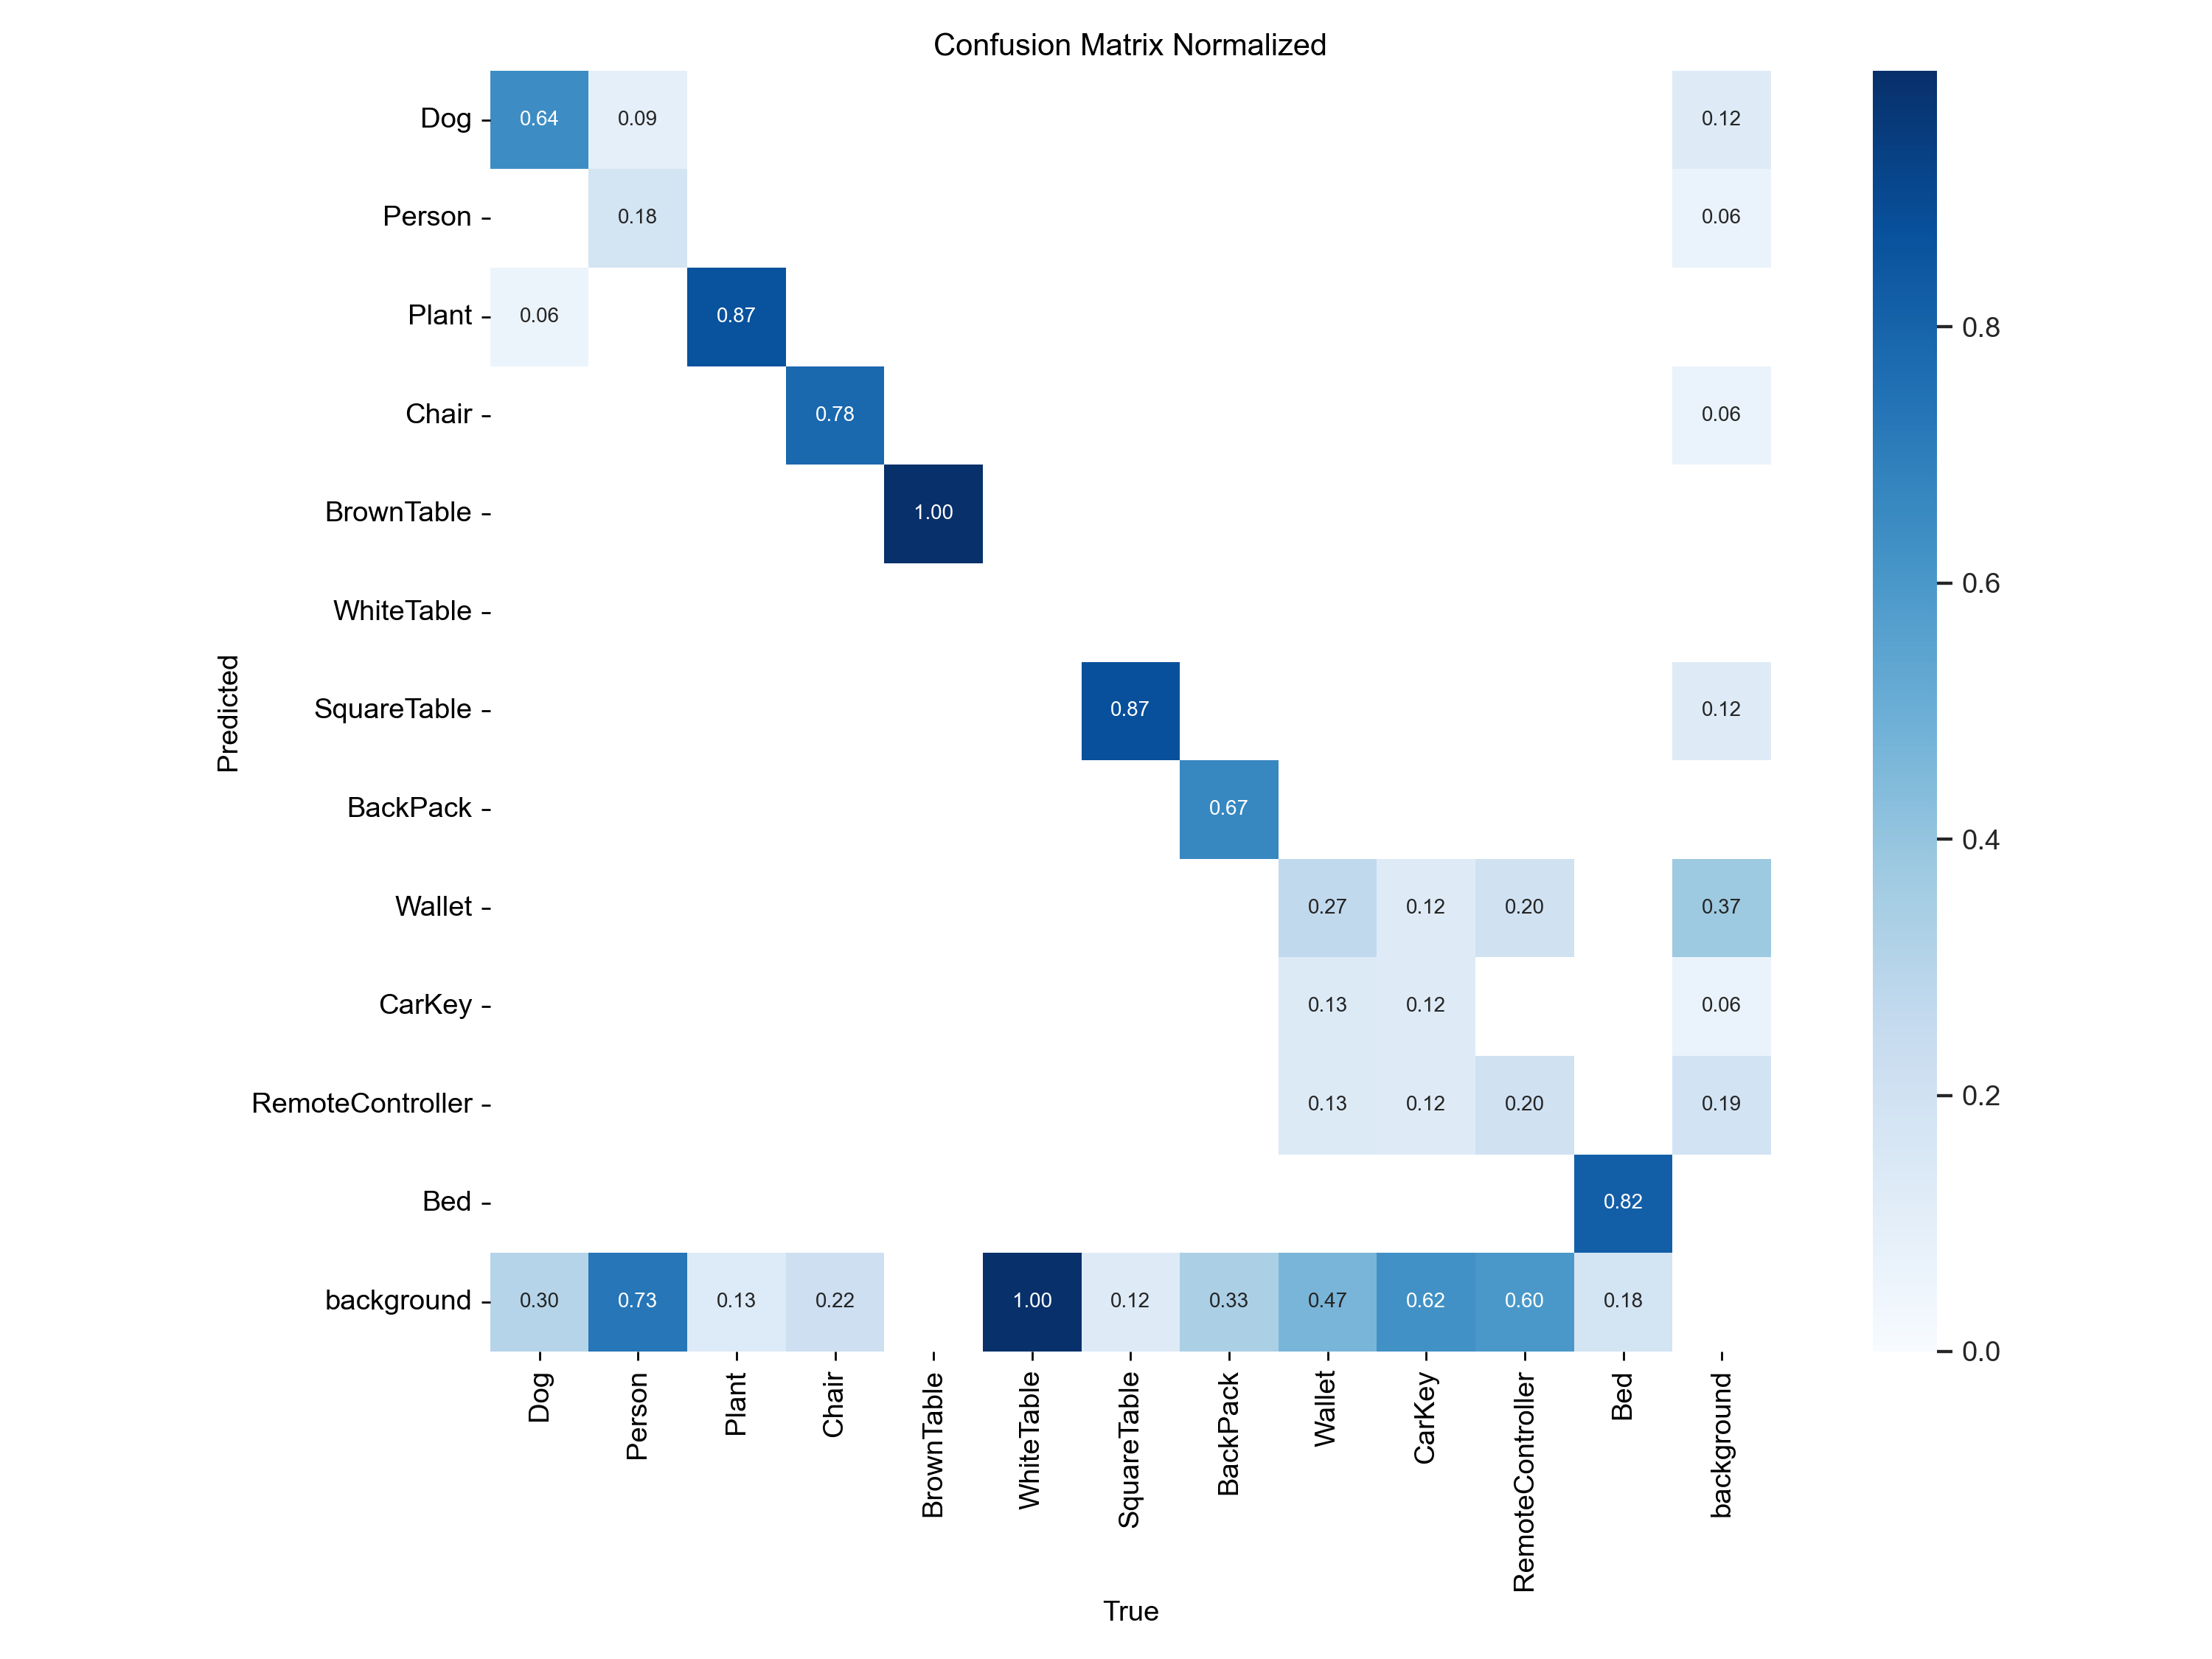 Confusion Matrix Normalized
Dog 0.64 0.09 0.12
Person 0.18 0.06
Plant 0.06 0.87 0.8
Chair 0.78 0.06
BrownTable 1.00
WhiteTable 0.6
Predicted
SquareTable 0.87 0.12
BackPack 0.67 0.4
Wallet 0.27 0.12 0.20 0.37
CarKey 0.13 0.12 0.06
RemoteController 0.13 0.12 0.20 0.19 0.2
Bed 0.82
background 0.30 0.73 0.13 0.22 1.00 0.12 0.33 0.47 0.62 0.60 0.18 0.0
Dog Person Plant Chair BrownTable WhiteTable SquareTable BackPack Wallet CarKey RemoteController Bed background
True